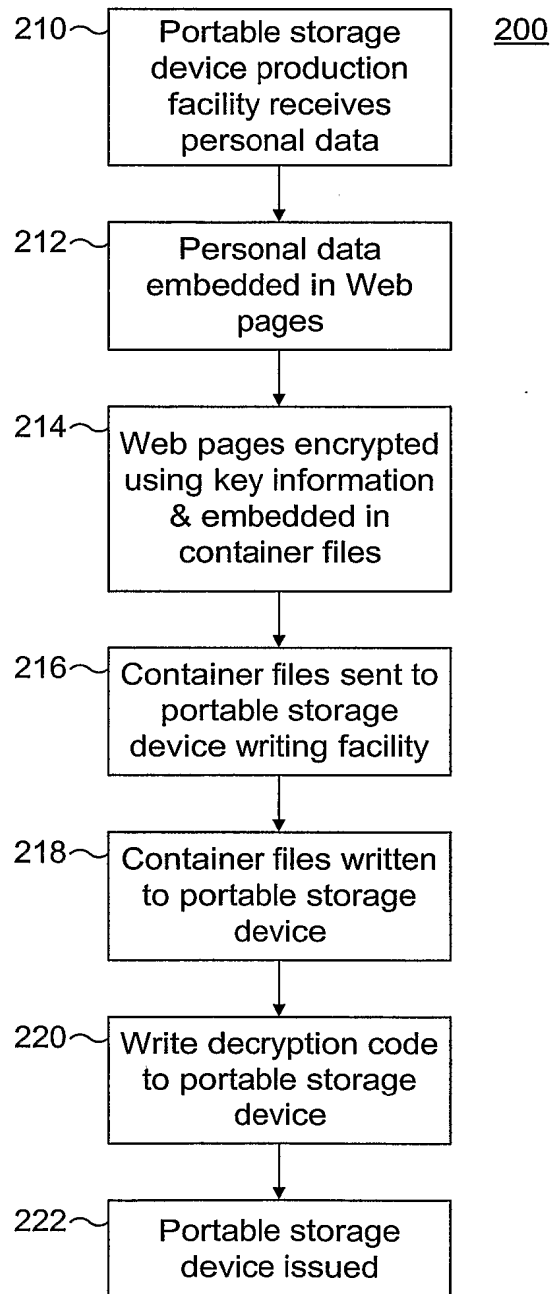 200
210
Portable storage
device production
facility receives
personal data
212
Personal data
embedded in Web
pages
214
Web pages encrypted
using key information
& embedded in
container files
216
Container files sent to
portable storage
device writing facility
218
Container files written
to portable storage
device
220
Write decryption code
to portable storage
device
222
Portable storage
device issued